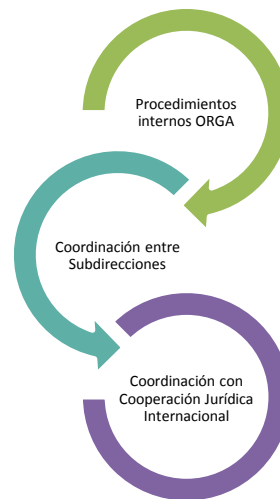 Procedimientos
internos ORGA
Coordinación entre
Subdirecciones
Coordinación con
Cooperación Jurídica
Internacional